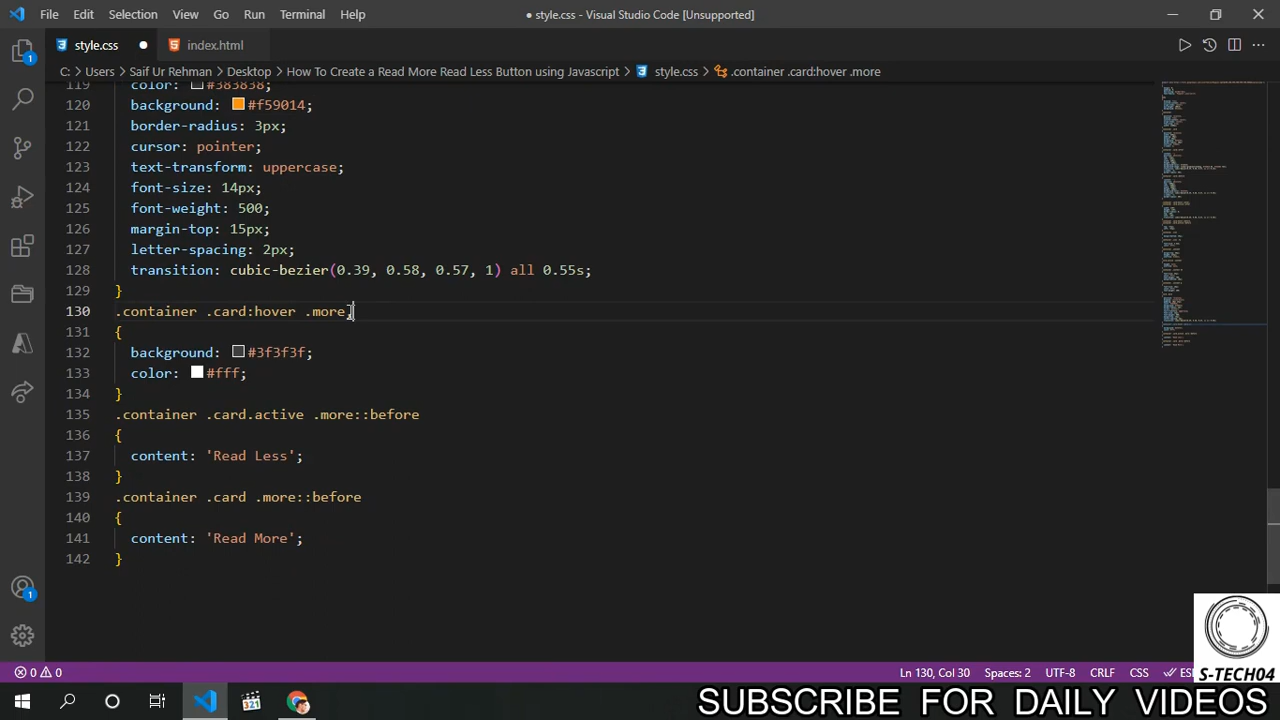 File Edit Selection View Go Run Terminal Help
● style.css - Visual Studio Code [Unsupported]
style.css ● index.html
C: > Users > Saif Ur Rehman > Desktop > How To Create a Read More Read Less Button using Javascript > style.css > .container .card:hover .more
119 color: #383838;
120 background: #f59014;
121 border-radius: 3px;
122 cursor: pointer;
123 text-transform: uppercase;
124 font-size: 14px;
125 font-weight: 500;
126 margin-top: 15px;
127 letter-spacing: 2px;
128 transition: cubic-bezier(0.39, 0.58, 0.57, 1) all 0.55s;
129 }
130 .container .card:hover .more
131 {
132 background: #3f3f3f;
133 color: #fff;
134 }
135 .container .card.active .more::before
136 {
137 content: 'Read Less';
138 }
139 .container .card .more::before
140 {
141 content: 'Read More';
142 }
1
1
0 0
Ln 130, Col 30 Spaces: 2 UTF-8 CRLF CSS
S-TECH04
321
SUBSCRIBE FOR DAILY VIDEOS